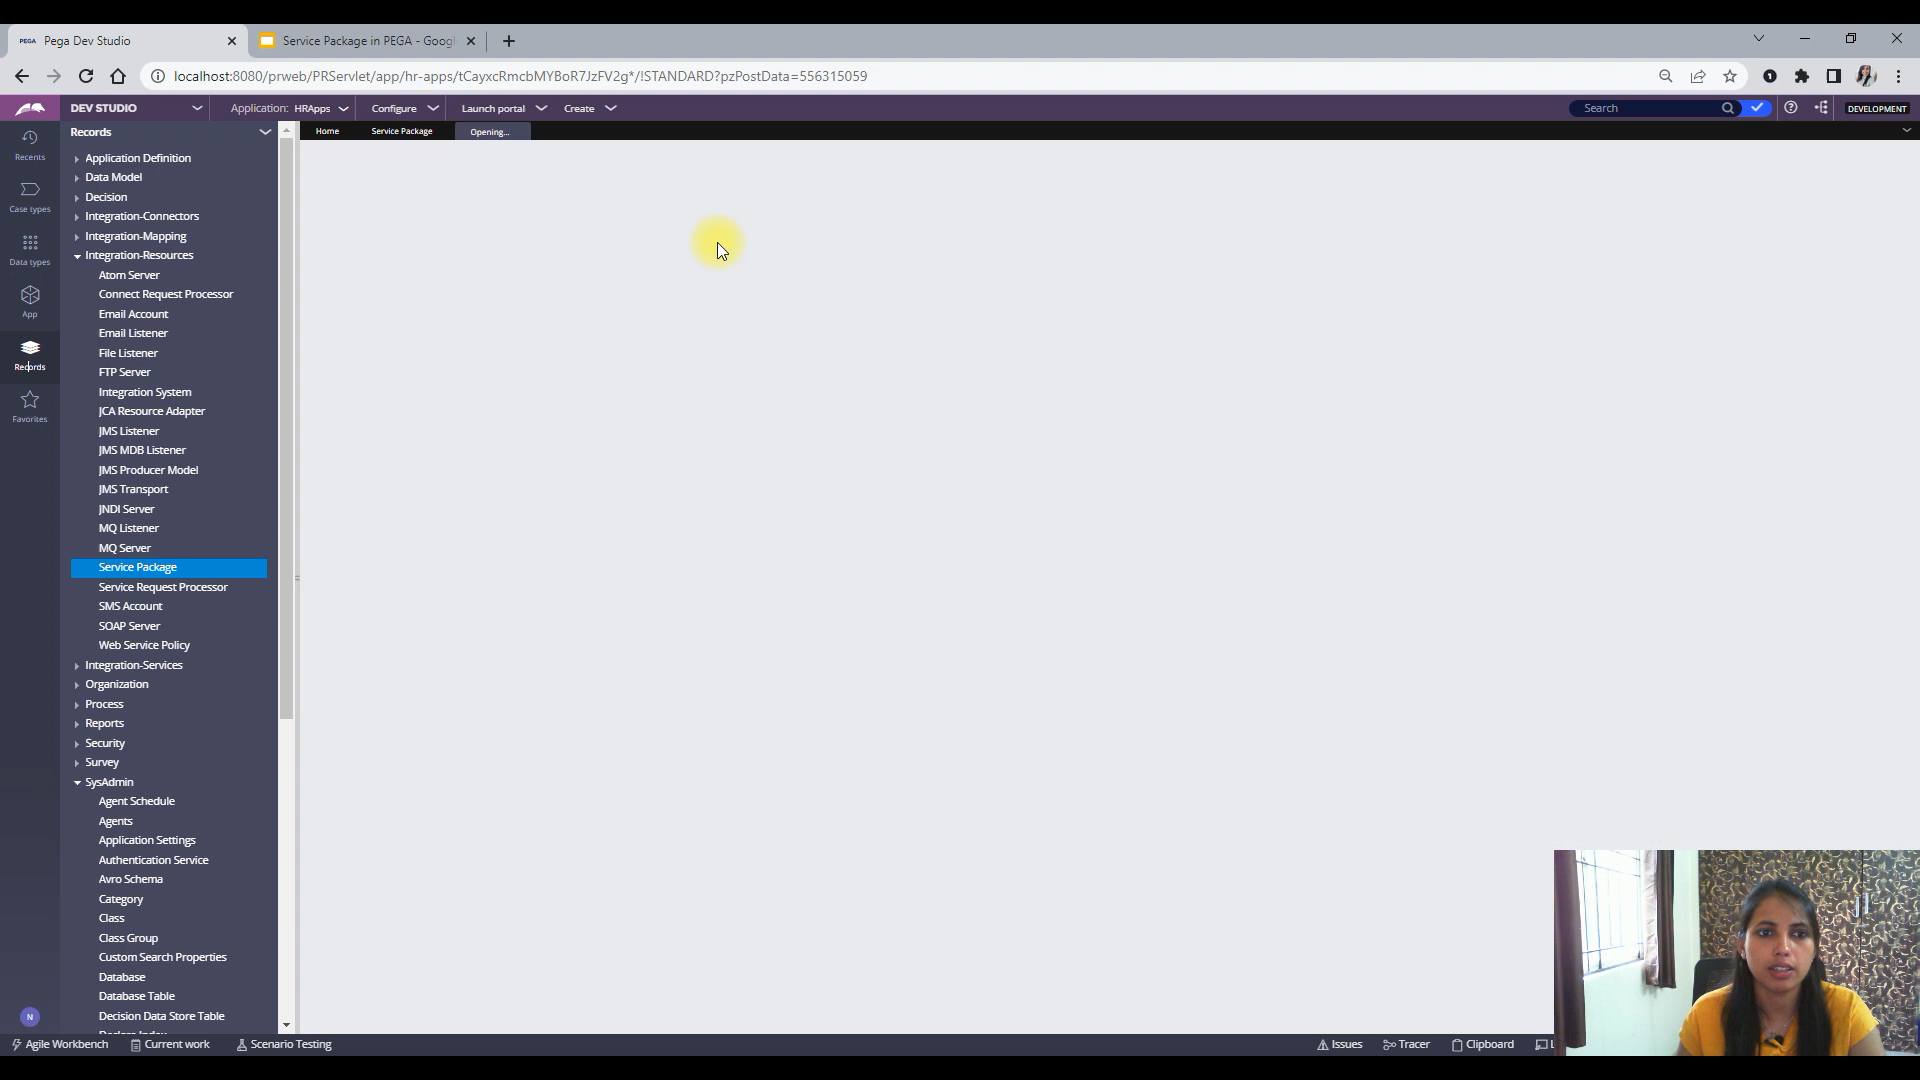 PEGA Pega Dev Studio
Service Package in PEGA - Goog
localhost:8080/prweb/PRServlet/app/hr-apps/tCayxcRmcbMYBoR7JzFV2g*/!STANDARD?pzPostData=556315059
DEV STUDIO
Application: HRApps
Configure
Launch portal
Create
Search
DEVELOPMENT
Recents
Case types
Data types
App
Records
Favorites
N
Records
Home
Service Package
Opening...
Application Definition
Data Model
Decision
Integration-Connectors
Integration-Mapping
Integration-Resources
Atom Server
Connect Request Processor
Email Account
Email Listener
File Listener
FTP Server
Integration System
JCA Resource Adapter
JMS Listener
JMS MDB Listener
JMS Producer Model
JMS Transport
JNDI Server
MQ Listener
MQ Server
Service Package
Service Request Processor
SMS Account
SOAP Server
Web Service Policy
Integration-Services
Organization
Process
Reports
Security
Survey
SysAdmin
Agent Schedule
Agents
Application Settings
Authentication Service
Avro Schema
Category
Class
Class Group
Custom Search Properties
Database
Database Table
Decision Data Store Table
Agile Workbench
Current work
Scenario Testing
Issues
Tracer
Clipboard